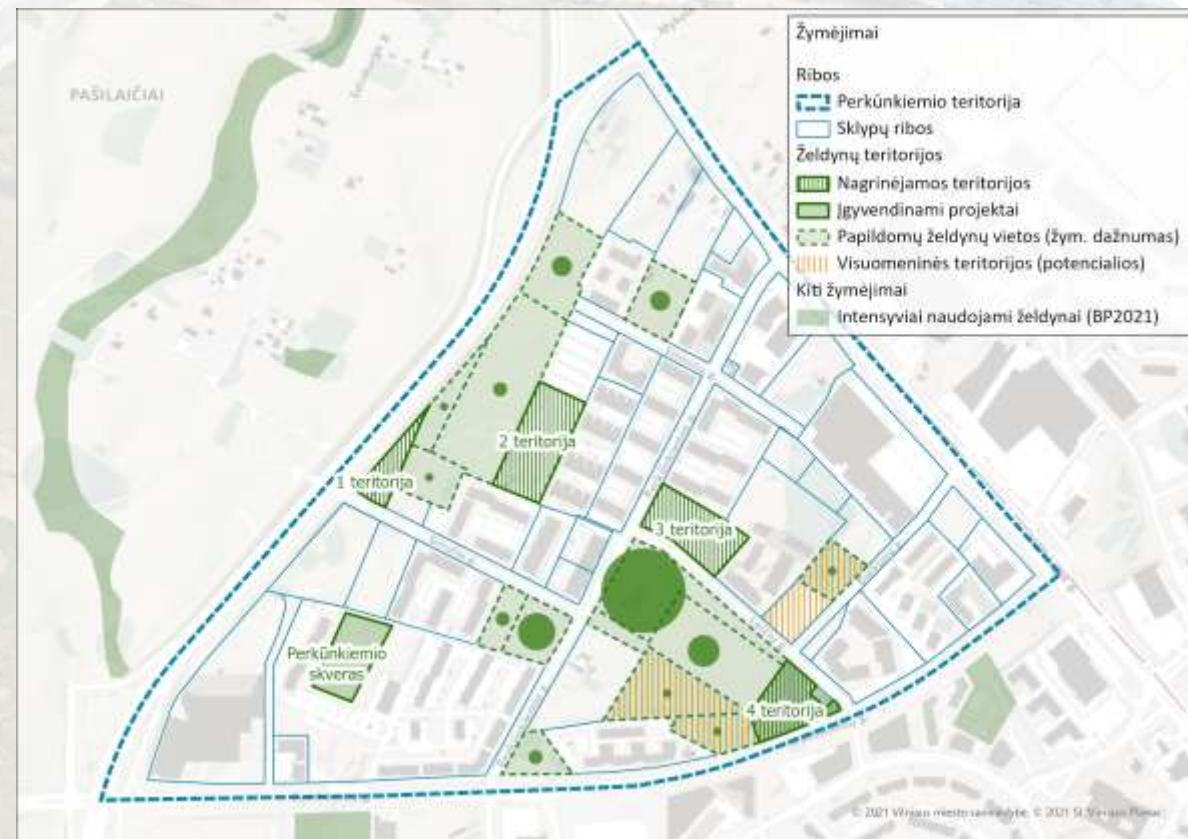 Žymėjimai
Ribos
Perkūnkiemio teritorija
Sklypų ribos
Želdynų teritorijos
Nagrinėjamos teritorijos
Įgyvendinami projektai
Papildomų želdynų vietos (žym. dažnumas)
Visuomeninės teritorijos (potencialios)
Kiti žymėjimai
Intensyviai naudojami želdynai (BP2021)
PAŠILAIČIAI
2 teritorija
1 teritorija
3 teritorija
Perkūnkiemio
skveras
4 teritorija
© 2021 Vilniaus miesto savivaldybė; © 2021 SĮ Vilniaus Planas